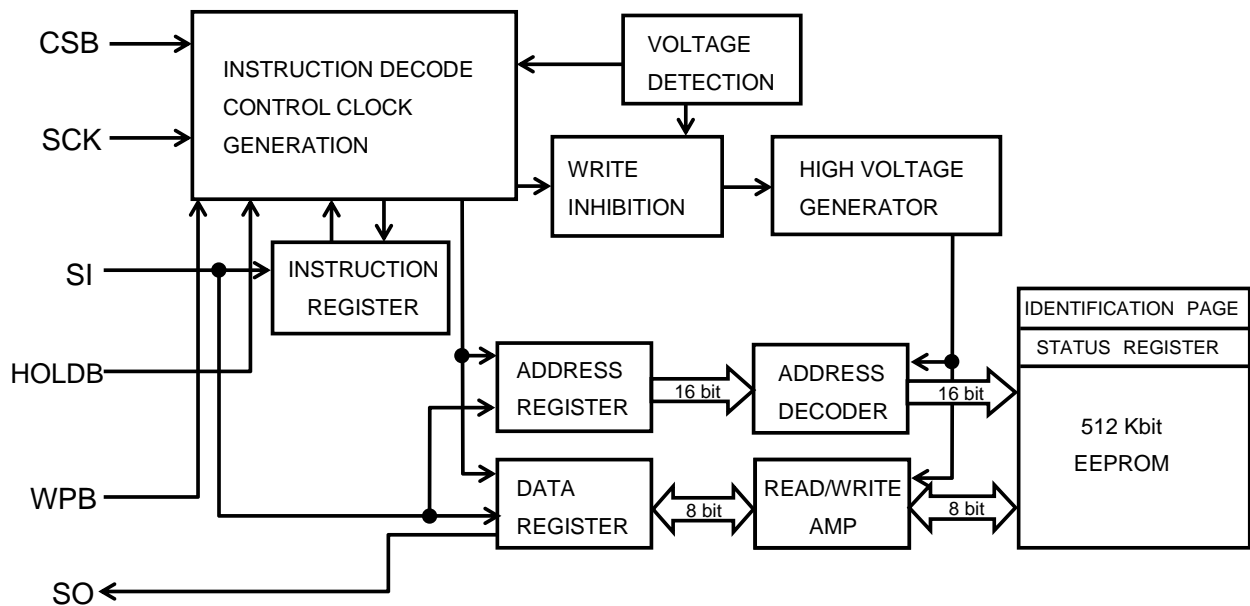 CSB
SCK
SI
HOLDB
WPB
SO
INSTRUCTION DECODE
CONTROL CLOCK
GENERATION
VOLTAGE
DETECTION
WRITE
INHIBITION
HIGH VOLTAGE
GENERATOR
INSTRUCTION
REGISTER
ADDRESS
REGISTER
16 bit
ADDRESS
DECODER
16 bit
DATA
REGISTER
8 bit
READ/WRITE
AMP
8 bit
IDENTIFICATION PAGE
STATUS REGISTER
512 Kbit
EEPROM